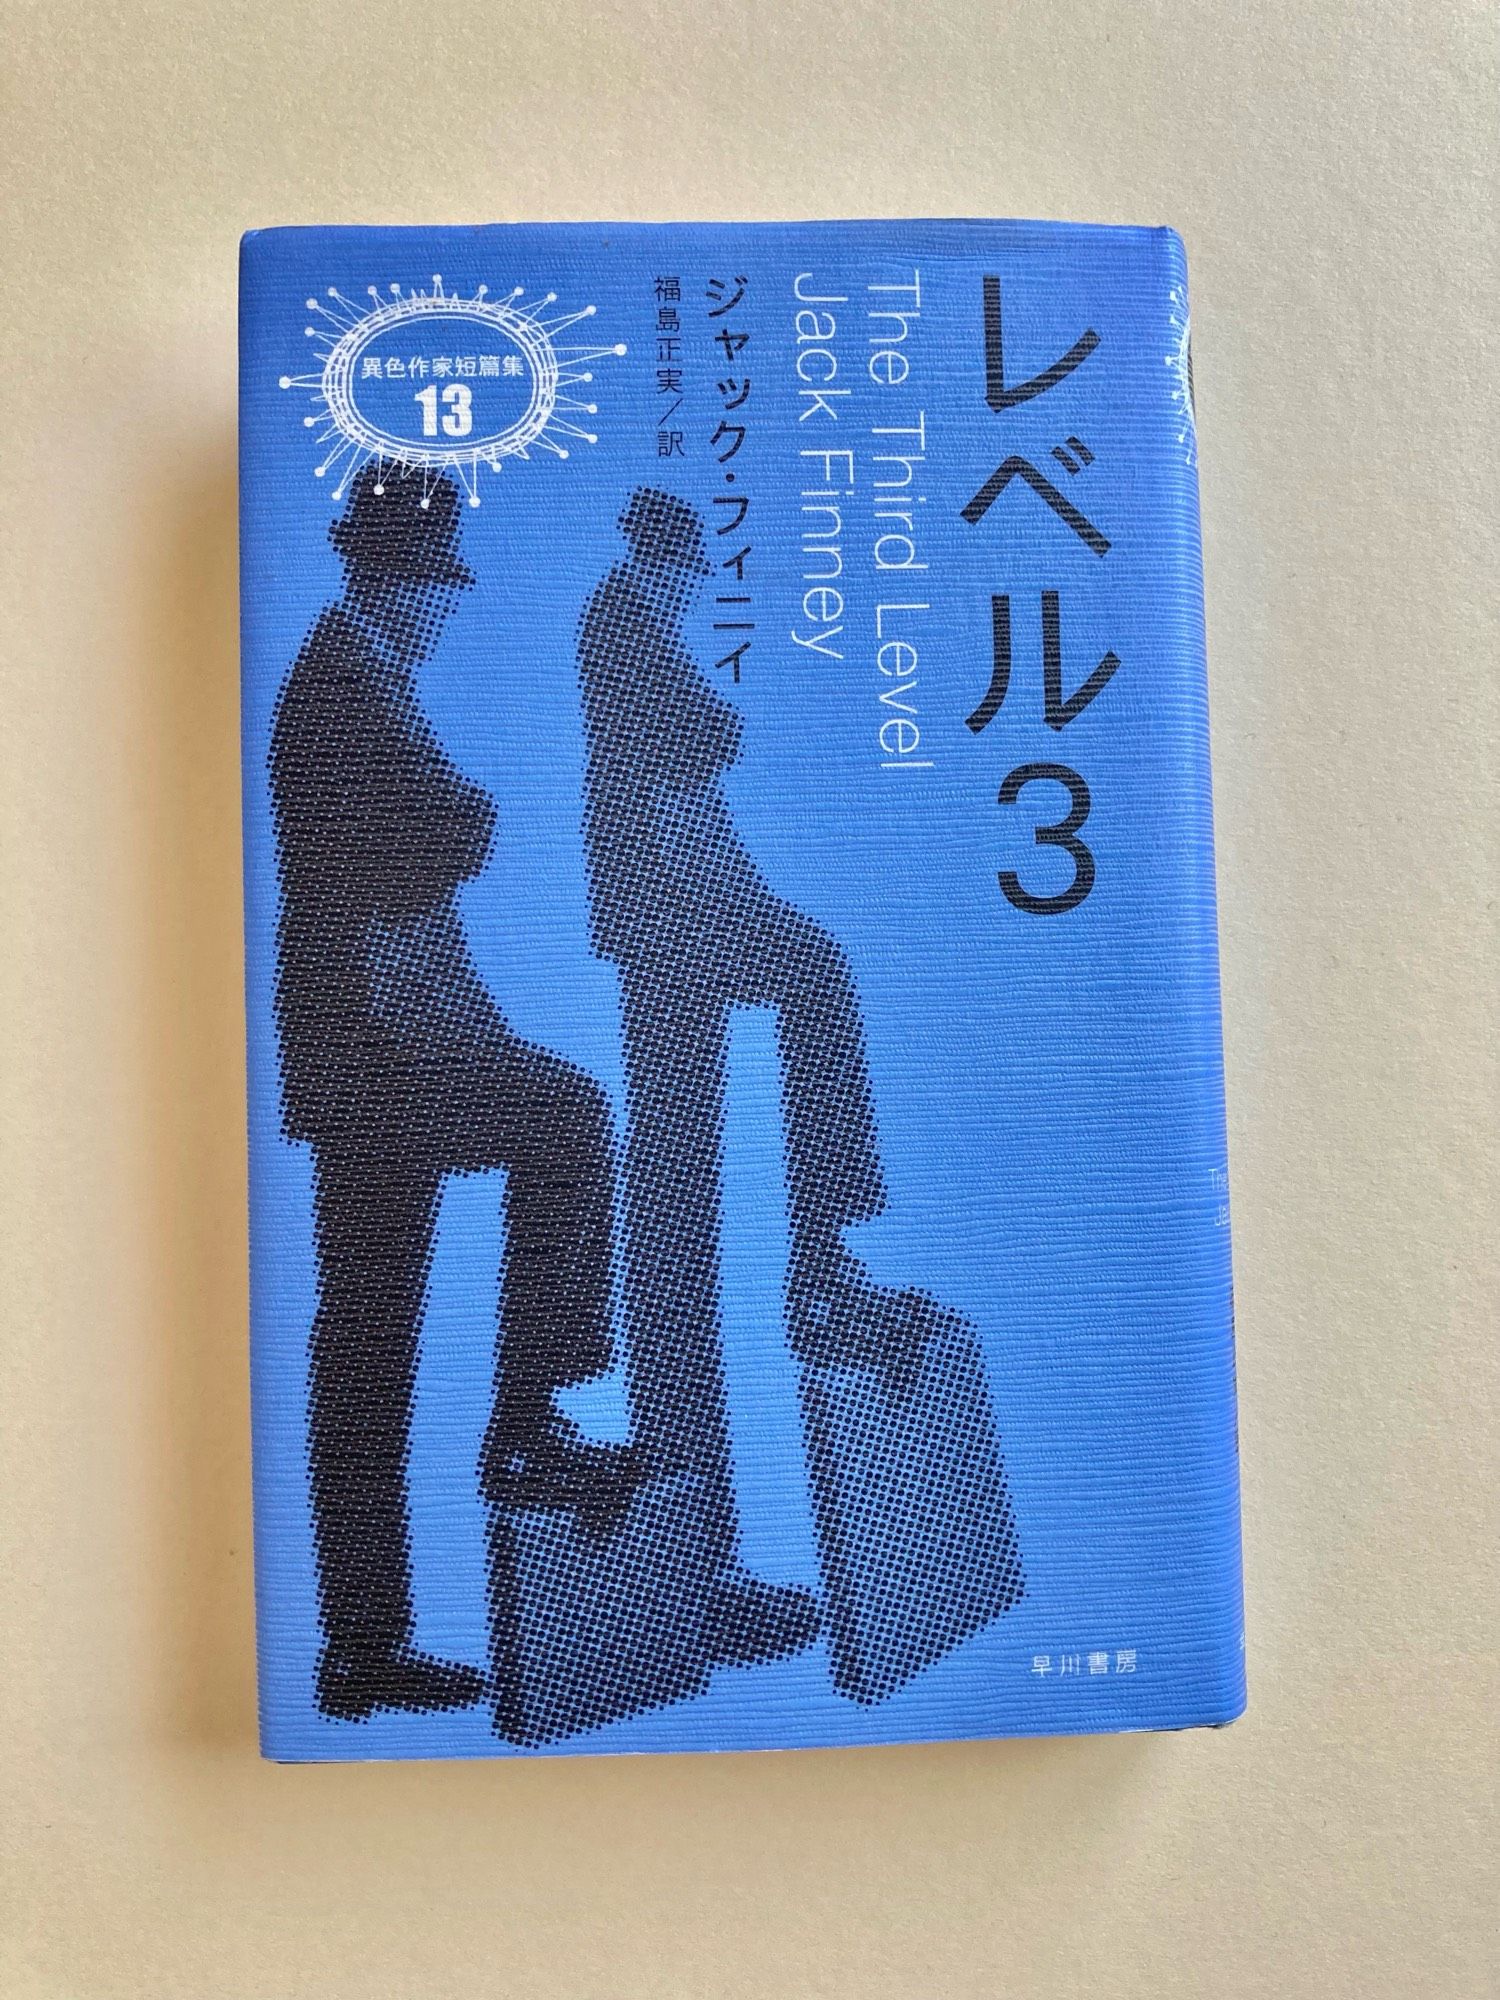 レベル3
The Third Level
Jack Finney
ジャック・フィニイ
福島正実／訳
異色作家短篇集
13
早川書房